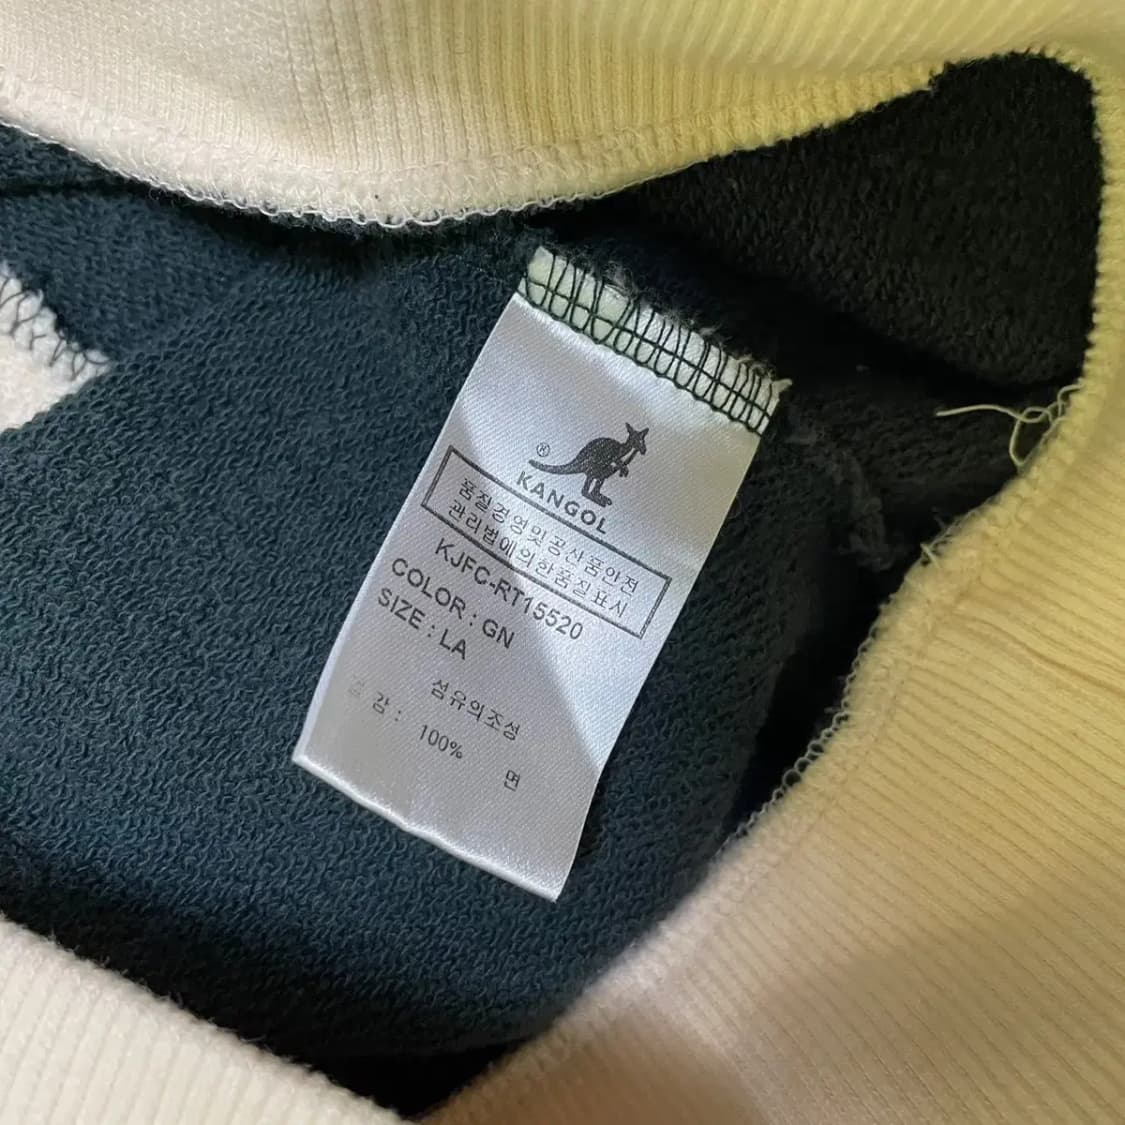 ®
KANGOL
품질경영및공산품안전
관리법에의한품질표시
KJFC-RT15520
COLOR : GN
SIZE : LA
섬유의조성
감 :
100%
면